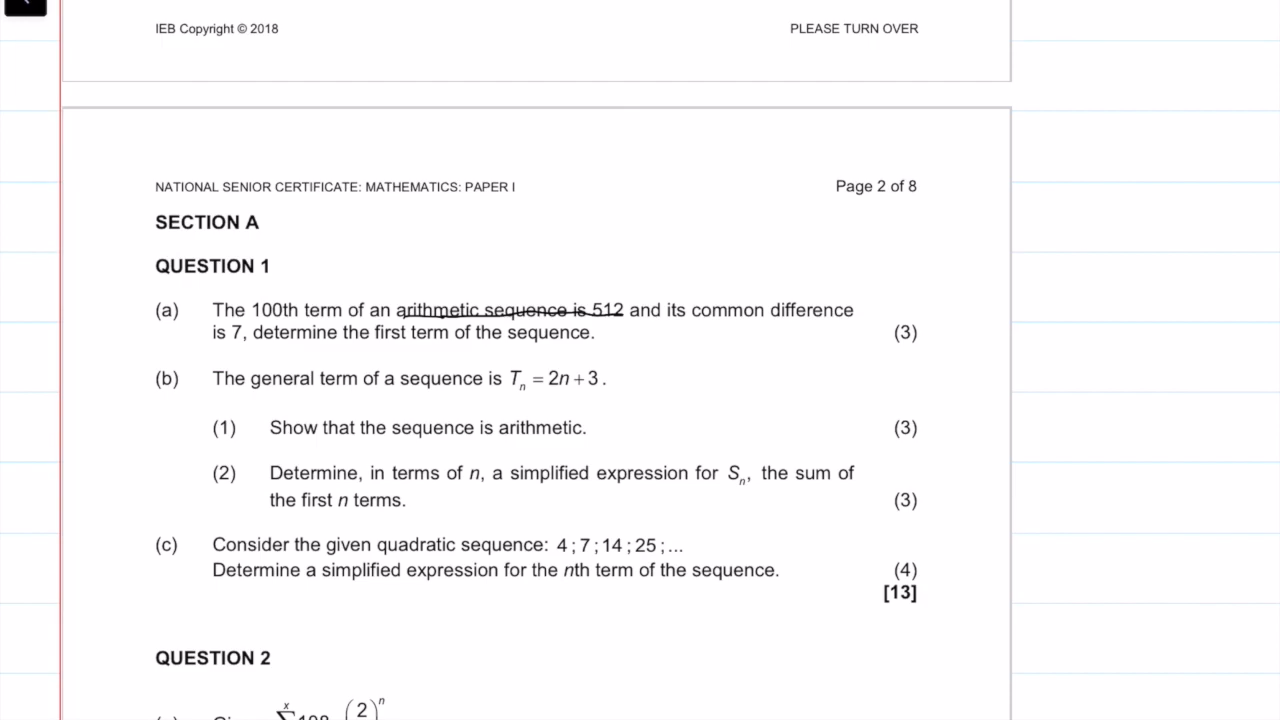 IEB Copyright © 2018 PLEASE TURN OVER
NATIONAL SENIOR CERTIFICATE: MATHEMATICS: PAPER I Page 2 of 8
SECTION A
QUESTION 1
(a) The 100th term of an arithmetic sequence is 512 and its common difference
is 7, determine the first term of the sequence. (3)
(b) The general term of a sequence is Tₙ = 2n + 3 .
(1) Show that the sequence is arithmetic. (3)
(2) Determine, in terms of n, a simplified expression for Sₙ, the sum of
the first n terms. (3)
(c) Consider the given quadratic sequence: 4 ; 7 ; 14 ; 25 ; ...
Determine a simplified expression for the nth term of the sequence. (4)
[13]
QUESTION 2